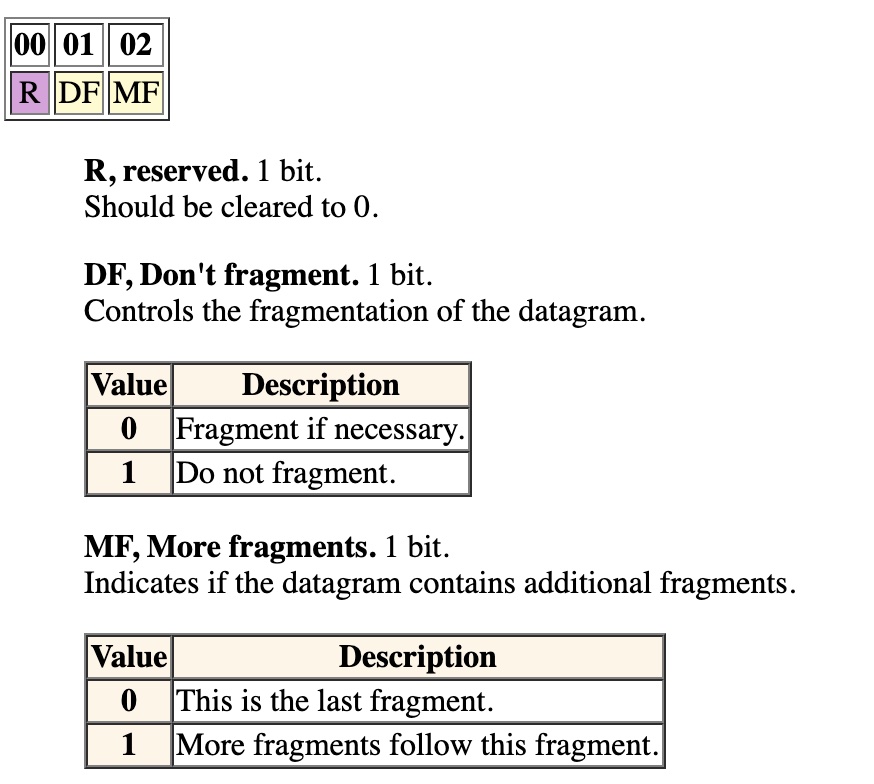 00 01 02
R DF MF
R, reserved. 1 bit.
Should be cleared to 0.
DF, Don't fragment. 1 bit.
Controls the fragmentation of the datagram.
Value Description
0 Fragment if necessary.
1 Do not fragment.
MF, More fragments. 1 bit.
Indicates if the datagram contains additional fragments.
Value Description
0 This is the last fragment.
1 More fragments follow this fragment.